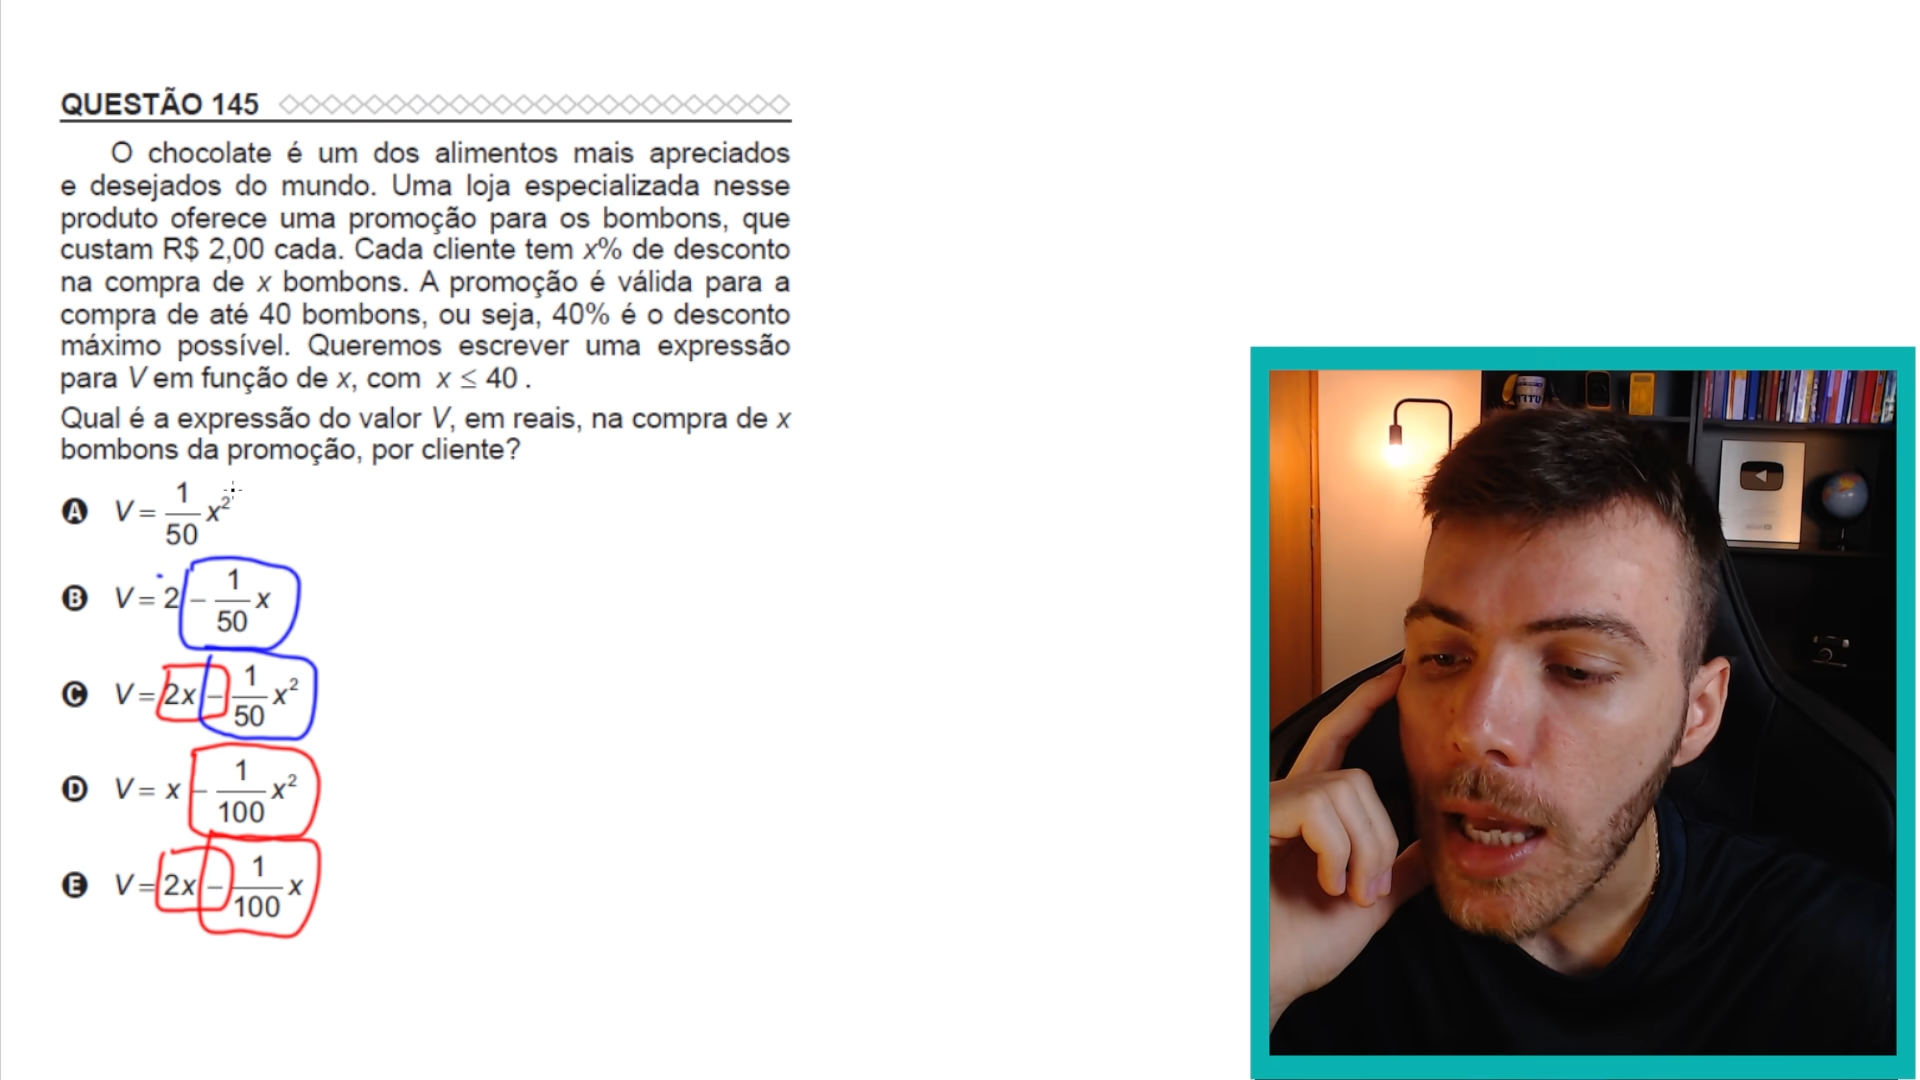 QUESTÃO 145
O chocolate é um dos alimentos mais apreciados
e desejados do mundo. Uma loja especializada nesse
produto oferece uma promoção para os bombons, que
custam R$ 2,00 cada. Cada cliente tem x% de desconto
na compra de x bombons. A promoção é válida para a
compra de até 40 bombons, ou seja, 40% é o desconto
máximo possível. Queremos escrever uma expressão
para V em função de x, com x ≤ 40 .
Qual é a expressão do valor V, em reais, na compra de x
bombons da promoção, por cliente?
A V = 1/50 x²
B V = 2 – 1/50 x
C V = 2x – 1/50 x²
D V = x – 1/100 x²
E V = 2x – 1/100 x